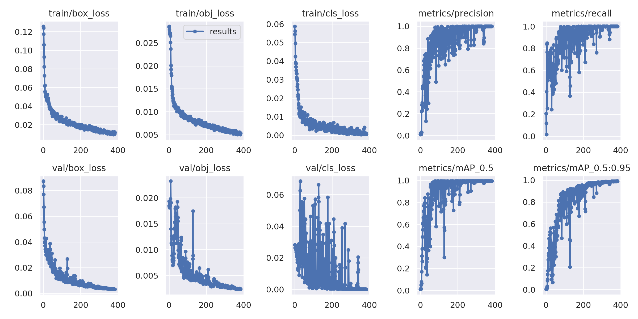 train/box_loss
train/obj_loss
train/cls_loss
metrics/precision
metrics/recall
0.12
0.10
0.08
0.06
0.04
0.02
0 200 400
0.025
0.020
0.015
0.010
0.005
results
0 200 400
0.06
0.05
0.04
0.03
0.02
0.01
0.00
0 200 400
1.0
0.8
0.6
0.4
0.2
0.0
0 200 400
1.0
0.8
0.6
0.4
0.2
0.0
0 200 400
val/box_loss
val/obj_loss
val/cls_loss
metrics/mAP_0.5
metrics/mAP_0.5:0.95
0.08
0.06
0.04
0.02
0.00
0 200 400
0.020
0.015
0.010
0.005
0 200 400
0.06
0.04
0.02
0.00
0 200 400
1.0
0.8
0.6
0.4
0.2
0.0
0 200 400
1.0
0.8
0.6
0.4
0.2
0.0
0 200 400